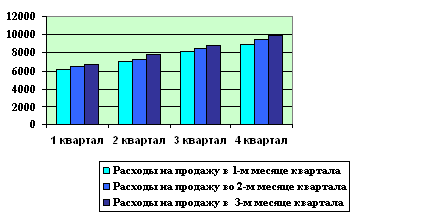 12000
10000
8000
6000
4000
2000
0
1 квартал 2 квартал 3 квартал 4 квартал
Расходы на продажу в 1-м месяце квартала
Расходы на продажу во 2-м месяце квартала
Расходы на продажу в 3-м месяце квартала